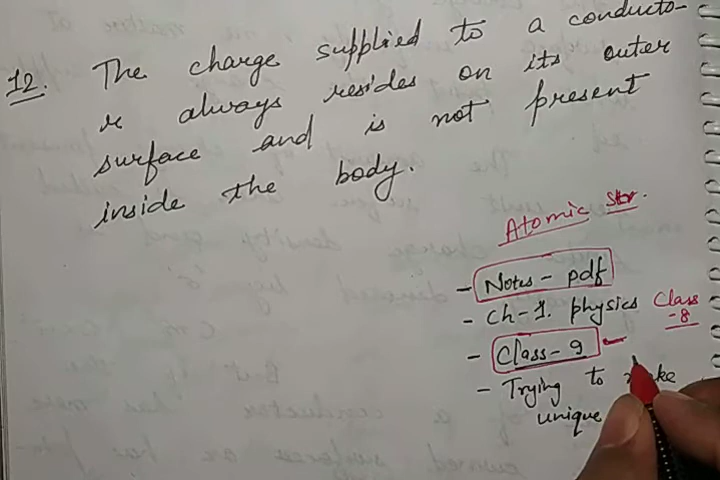 12. The charge supplied to a conducto-
r always resides on its outer
surface and is not present
inside the body.
Atomic Str.
- Notes - pdf
- Ch-1. physics Class
-8
- Class-9 -
- Trying to make
unique